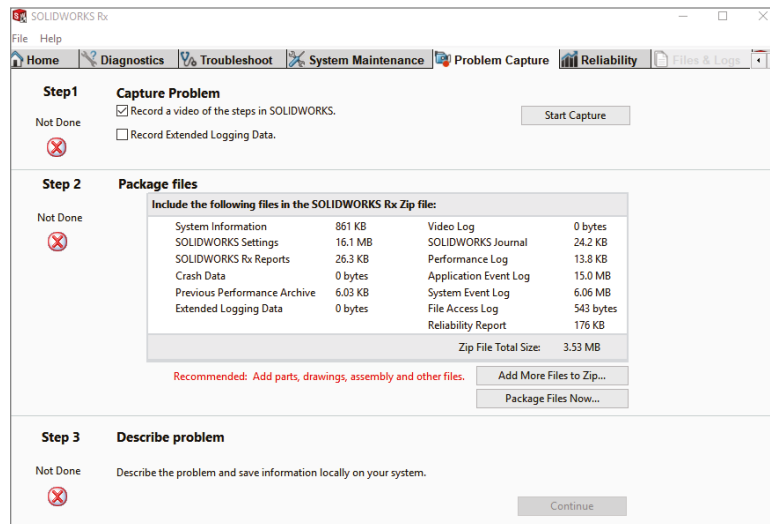 SOLIDWORKS Rx
File Help
Home Diagnostics Troubleshoot System Maintenance Problem Capture Reliability Files & Logs
Step1 Capture Problem
Record a video of the steps in SOLIDWORKS.
Start Capture
Not Done
Record Extended Logging Data.
Step 2 Package files
Include the following files in the SOLIDWORKS Rx Zip file:
Not Done
System Information 861 KB Video Log 0 bytes
SOLIDWORKS Settings 16.1 MB SOLIDWORKS Journal 24.2 KB
SOLIDWORKS Rx Reports 26.3 KB Performance Log 13.8 KB
Crash Data 0 bytes Application Event Log 15.0 MB
Previous Performance Archive 6.03 KB System Event Log 6.06 MB
Extended Logging Data 0 bytes File Access Log 543 bytes
Reliability Report 176 KB
Zip File Total Size: 3.53 MB
Recommended: Add parts, drawings, assembly and other files. Add More Files to Zip...
Package Files Now...
Step 3 Describe problem
Not Done Describe the problem and save information locally on your system.
Continue